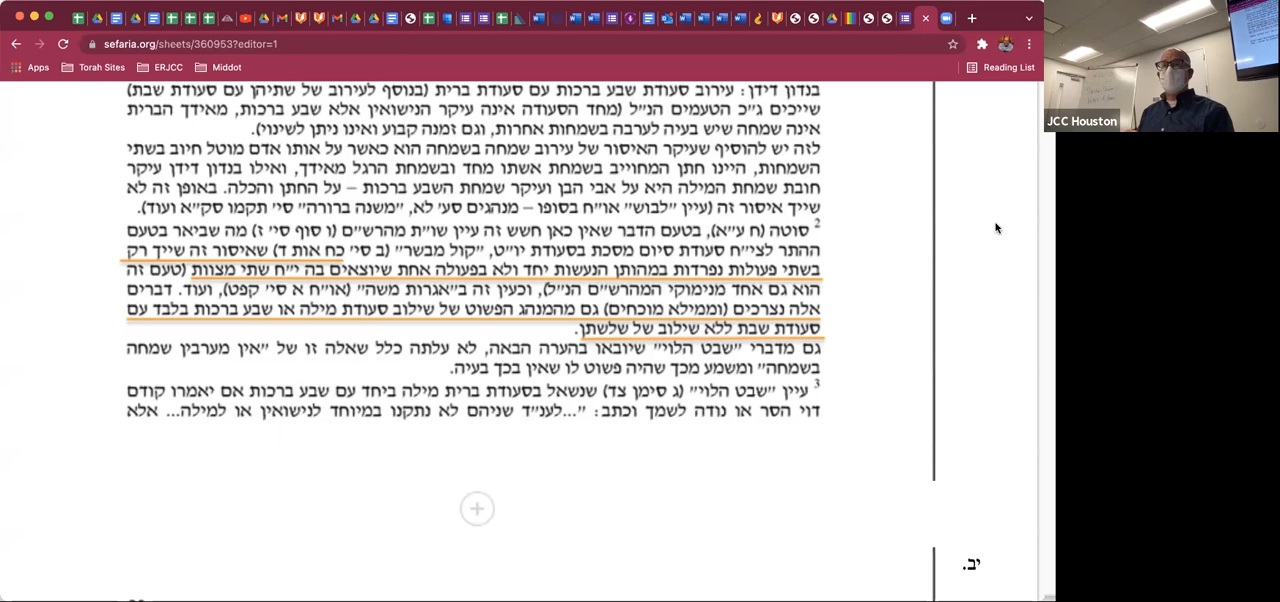 sefaria.org/sheets/360953?editor=1
Apps
Torah Sites
ERJCC
Middot
Reading List
JCC Houston
בנדון דידן: עירוב סעודת שבע ברכות עם סעודת ברית (בנוסף לעירוב של שתיהן עם סעודת שבת)
שייכים ג״כ הטעמים הנ״ל (מחד הסעודה אינה עיקר הנישואין אלא שבע ברכות, מאידך הברית
אינה שמחה שיש בעיה לערבה בשמחות אחרות, וגם זמנה קבוע ואינו ניתן לשינוי).
לזה יש להוסיף שעיקר האיסור של עירוב שמחה בשמחה הוא כאשר על אותו אדם מוטל חיוב בשתי
השמחות, היינו חתן המחוייב בשמחת אשתו מחד ובשמחת הרגל מאידך, ואילו בנדון דידן עיקר
חובת שמחת המילה היא על אבי הבן ועיקר שמחת השבע ברכות – על החתן והכלה. באופן זה לא
שייך איסור זה (עיין ״לבוש״ או״ח בסופו – מנהגים סע׳ לא, ״משנה ברורה״ סי׳ תקמו סק״א ועוד).
2 סוטה (ח ע״א), בטעם הדבר שאין כאן חשש זה עיין שו״ת מהרש״ם (ו סוף סי׳ ז) מה שביאר בטעם
ההתר לצי״ח סעודת סיום מסכת בסעודת יו״ט, ״קול מבשר״ (ב סי׳ כח אות ד) שאיסור זה שייך רק
בשתי פעולות נפרדות במהותן הנעשות יחד ולא בפעולה אחת שיוצאים בה י״ח שתי מצוות (טעם זה
הוא גם אחד מנימוקי המהרש״ם הנ״ל), וכעין זה ב״אגרות משה״ (או״ח א סי׳ קפט), ועוד. דברים
אלה נצרכים (וממילא מוכחים) גם מהמנהג הפשוט של שילוב סעודת מילה או שבע ברכות בלבד עם
סעודת שבת ללא שילוב של שלשתן.
גם מדברי ״שבט הלוי״ שיובאו בהערה הבאה, לא עלתה כלל שאלה זו של ״אין מערבין שמחה
בשמחה״ ומשמע מכך שהיה פשוט לו שאין בכך בעיה.
3 עיין ״שבט הלוי״ (ג סימן צד) שנשאל בסעודת ברית מילה ביחד עם שבע ברכות אם יאמרו קודם
דוי הסר או נודה לשמך וכתב: ״...לענ״ד שניהם לא נתקנו במיוחד לנישואין או למילה... אלא
יב.